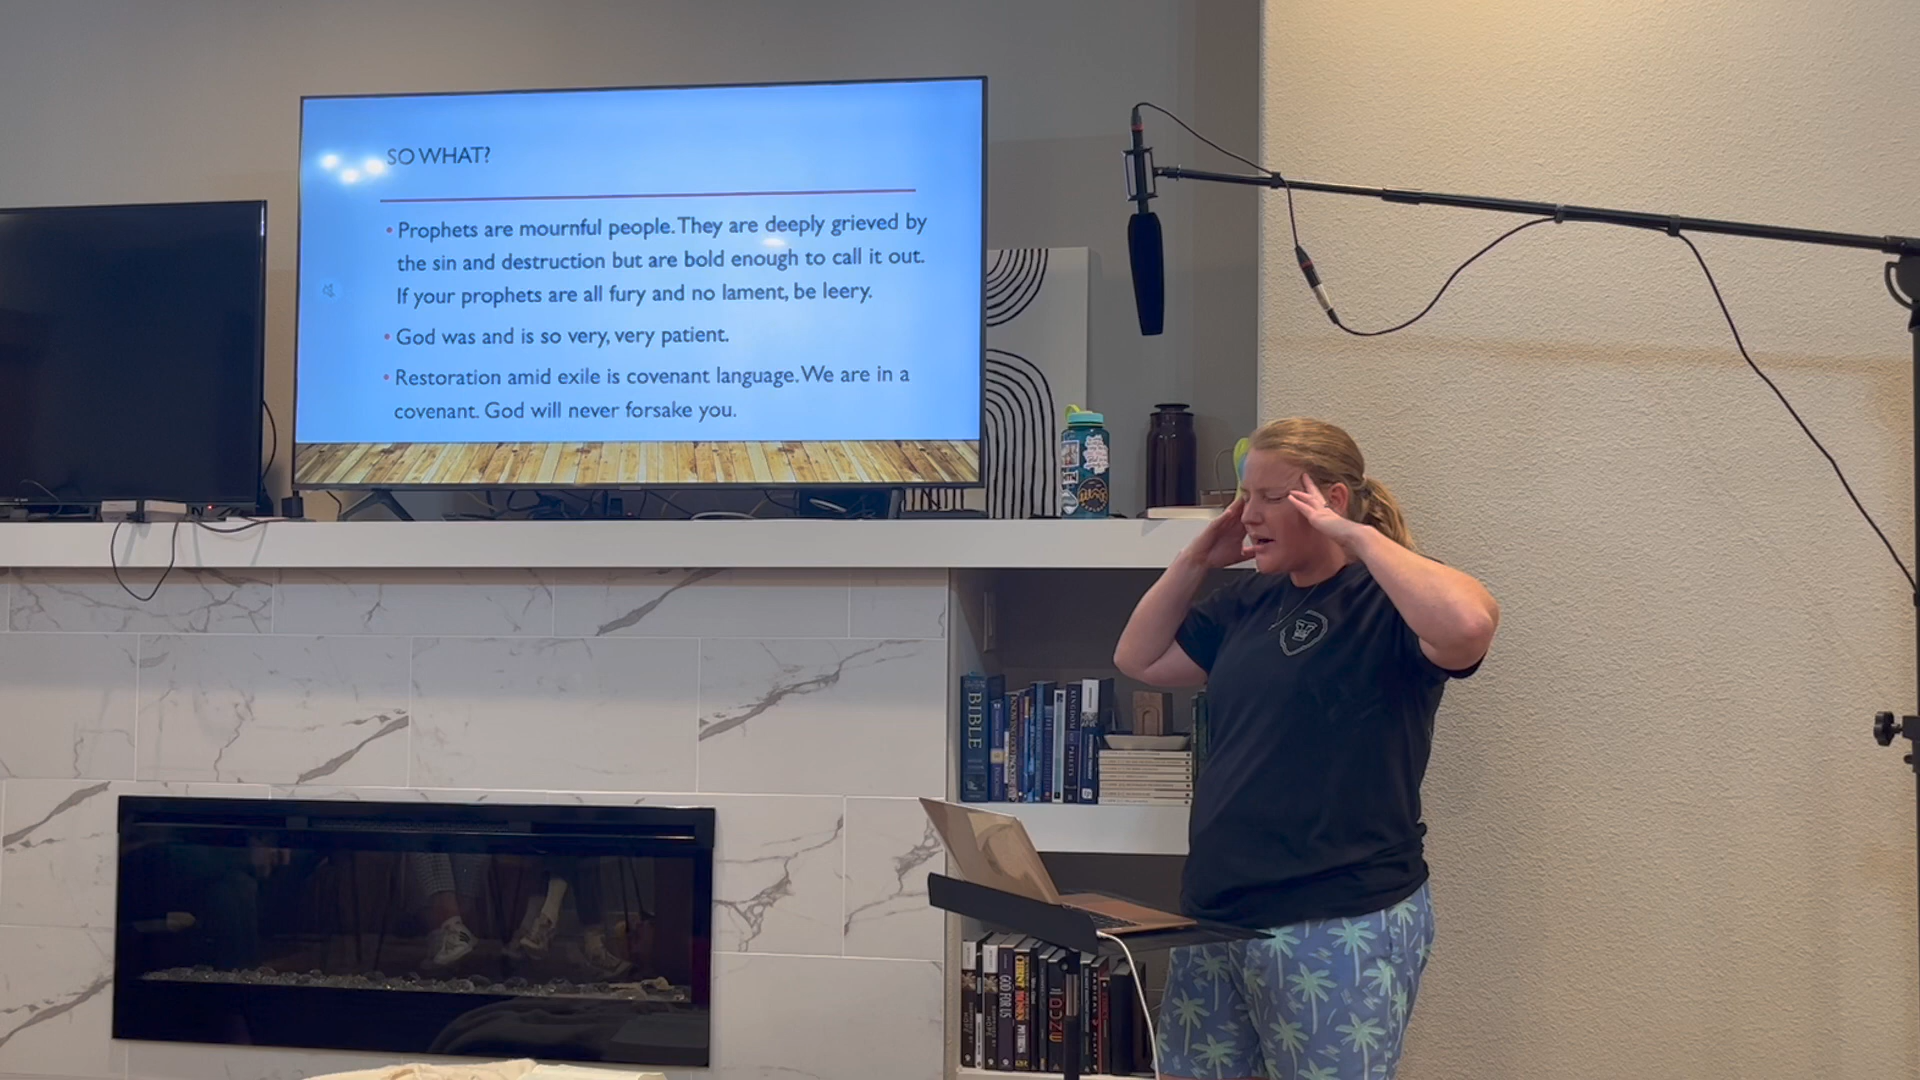 SO WHAT?
• Prophets are mournful people. They are deeply grieved by
the sin and destruction but are bold enough to call it out.
If your prophets are all fury and no lament, be leery.
• God was and is so very, very patient.
• Restoration amid exile is covenant language. We are in a
covenant. God will never forsake you.
BIBLE
GOD FOR US